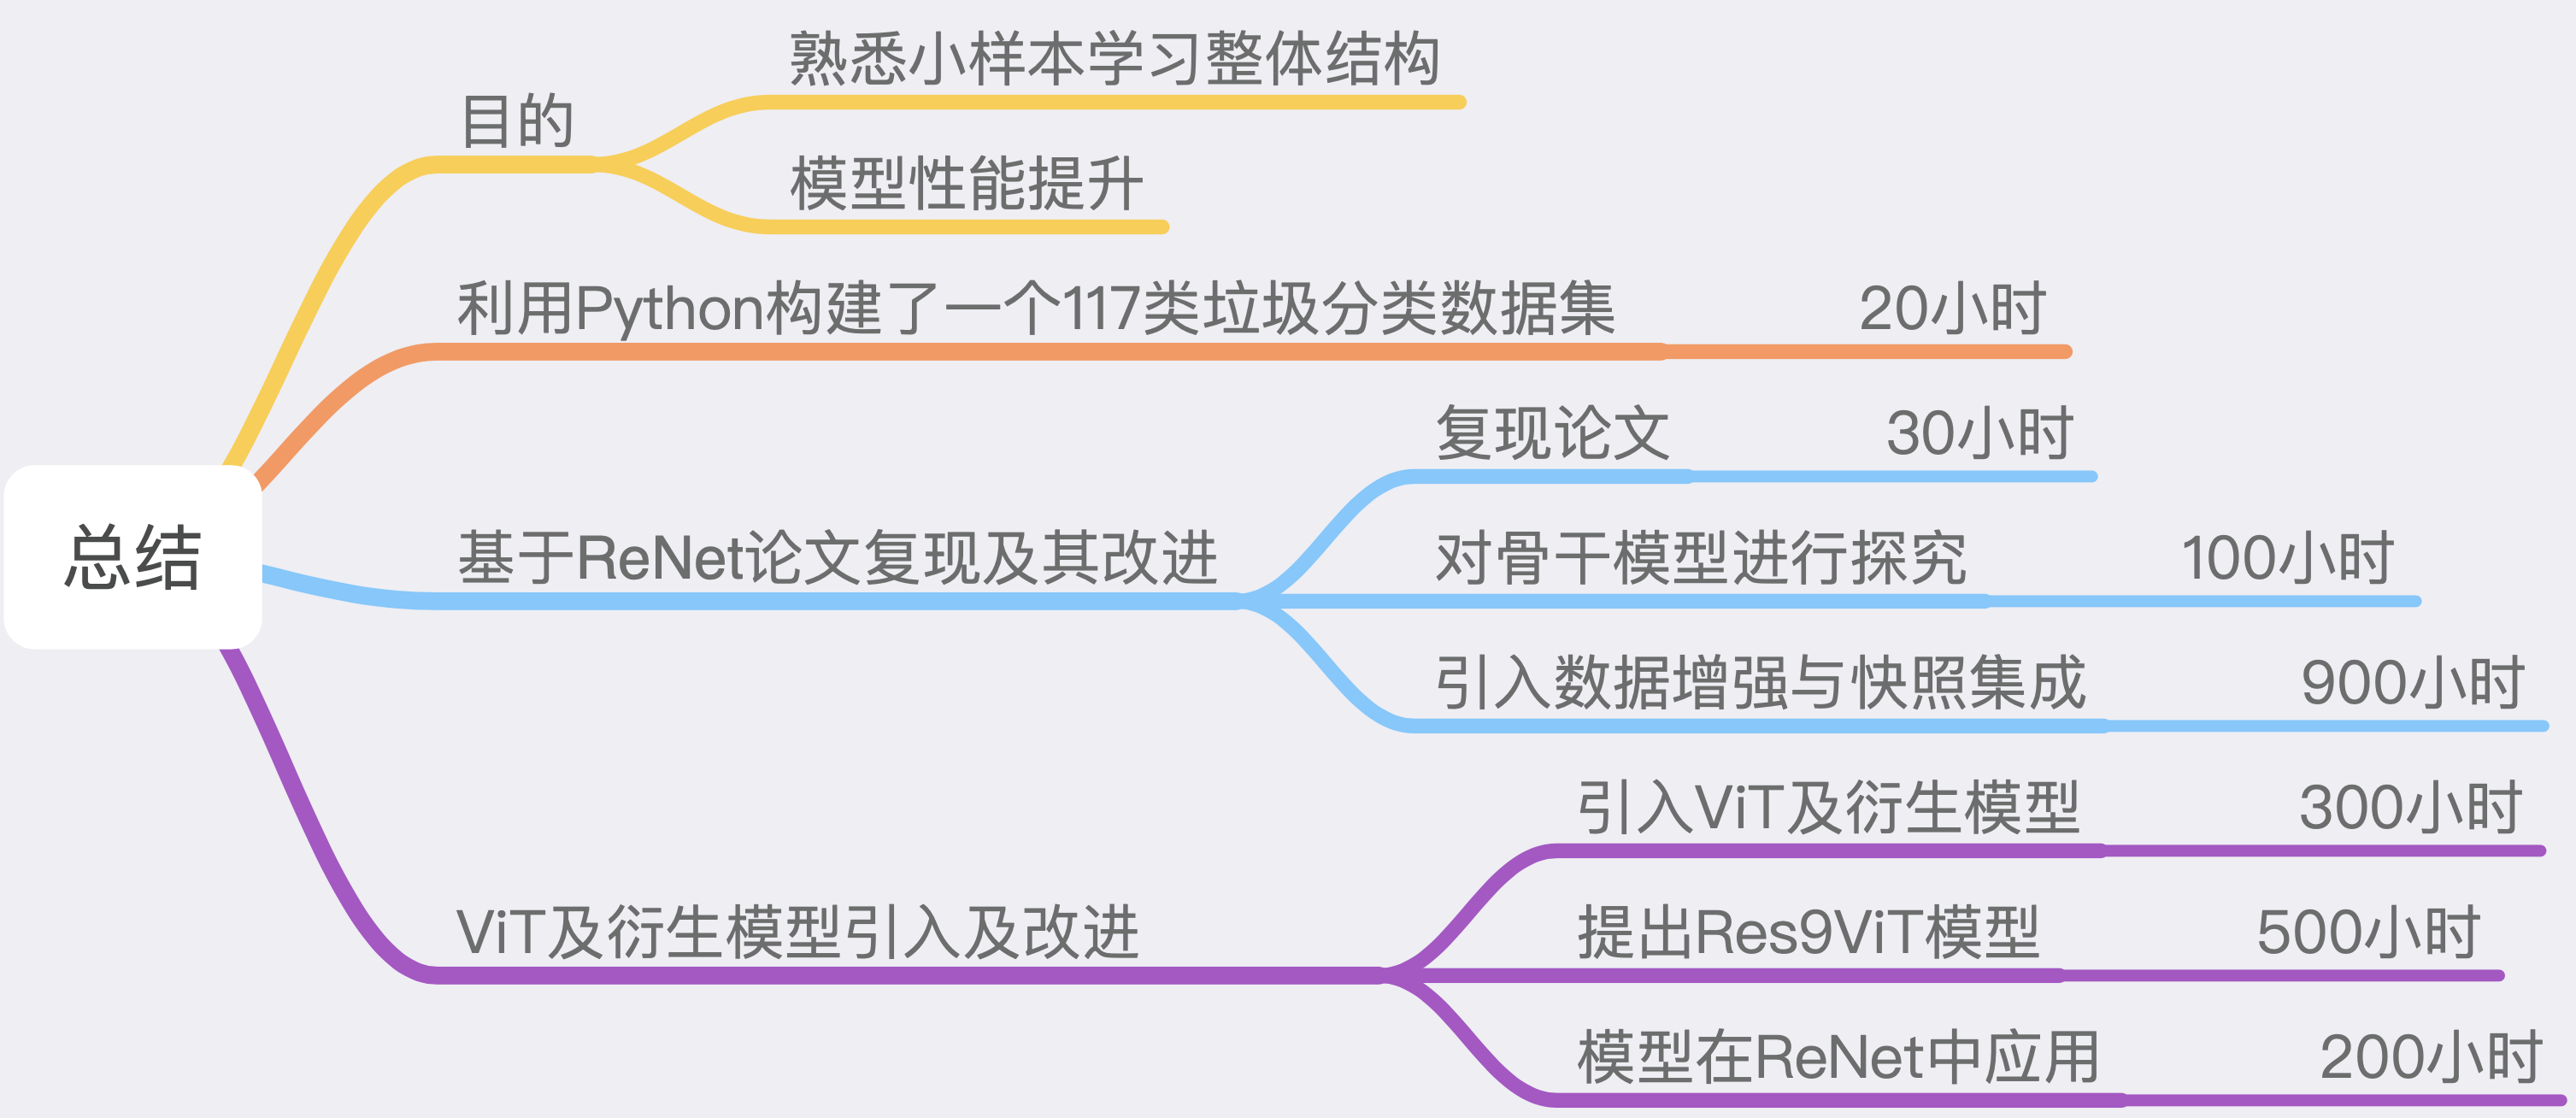 总结
目的
熟悉小样本学习整体结构
模型性能提升
利用Python构建了一个117类垃圾分类数据集 20小时
基于ReNet论文复现及其改进
复现论文 30小时
对骨干模型进行探究 100小时
引入数据增强与快照集成 900小时
ViT及衍生模型引入及改进
引入ViT及衍生模型 300小时
提出Res9ViT模型 500小时
模型在ReNet中应用 200小时